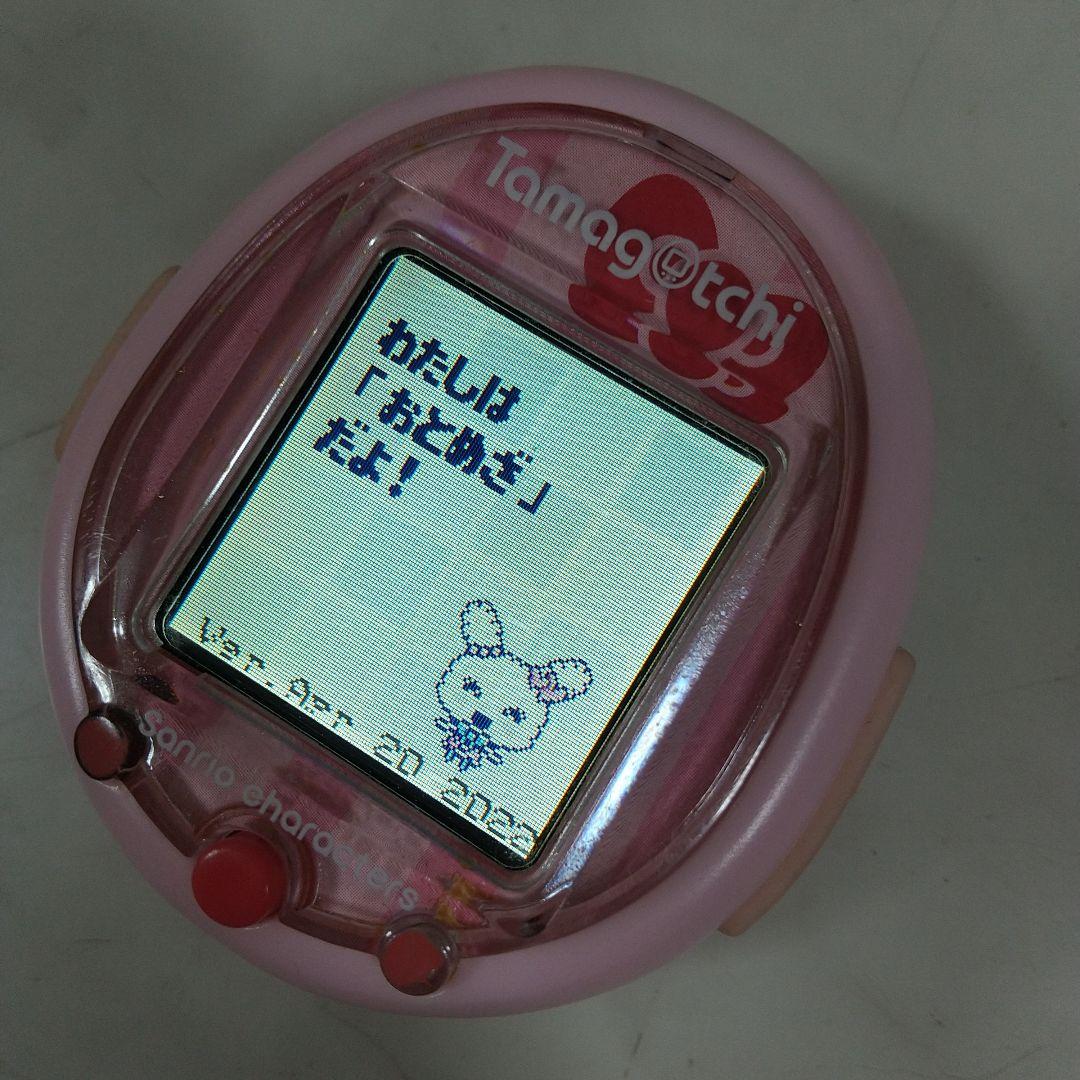 Tamagotchi
わたしは
「おとめざ」
だよ!
Ver. Apr 20 2022
Sanrio characters